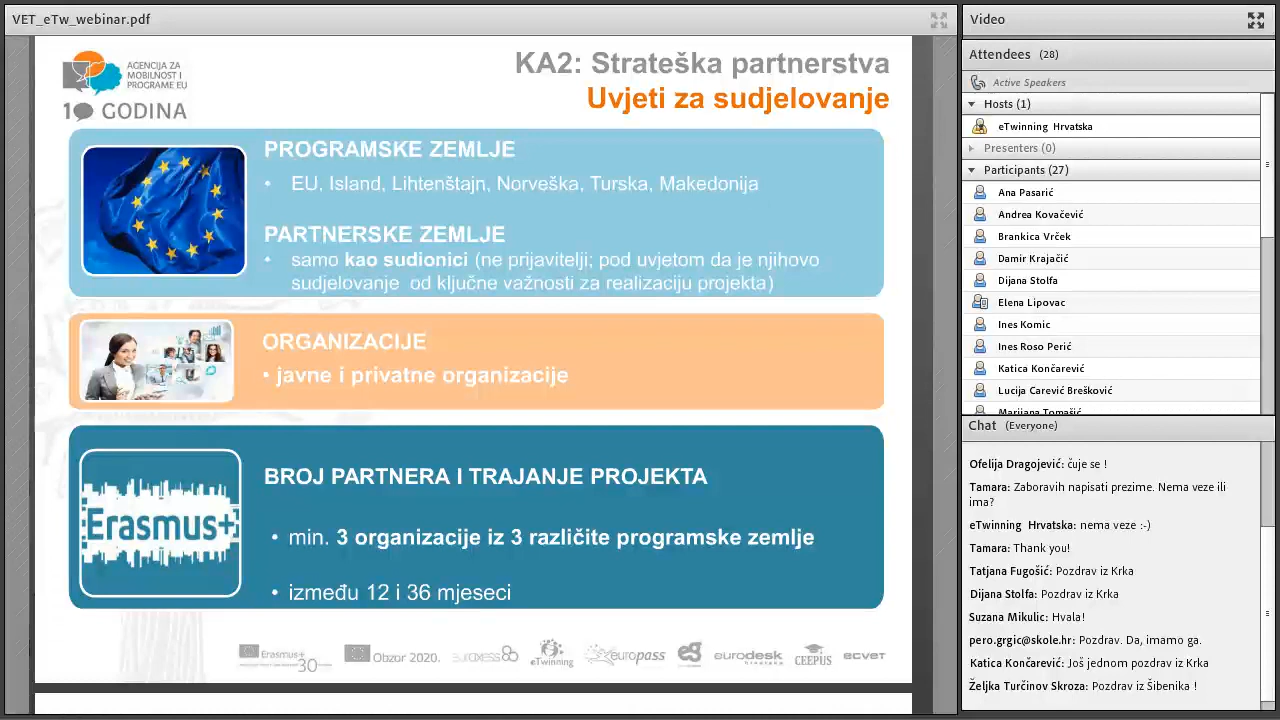 VET_eTw_webinar.pdf
AGENCIJA ZA
MOBILNOST I
PROGRAME EU
10 GODINA
KA2: Strateška partnerstva
Uvjeti za sudjelovanje
PROGRAMSKE ZEMLJE
• EU, Island, Lihtenštajn, Norveška, Turska, Makedonija
PARTNERSKE ZEMLJE
• samo kao sudionici (ne prijavitelji; pod uvjetom da je njihovo
sudjelovanje od ključne važnosti za realizaciju projekta)
ORGANIZACIJE
• javne i privatne organizacije
Erasmus+
BROJ PARTNERA I TRAJANJE PROJEKTA
• min. 3 organizacije iz 3 različite programske zemlje
• između 12 i 36 mjeseci
Erasmus+
30
Obzor 2020.
euraxess
eTwinning
europass
eurodesk
CEEPUS
ECVET
Video
Attendees (28)
Active Speakers
Hosts (1)
eTwinning Hrvatska
Presenters (0)
Participants (27)
Ana Pasarić
Andrea Kovačević
Brankica Vrček
Damir Krajačić
Dijana Stolfa
Elena Lipovac
Ines Komic
Ines Roso Perić
Katica Končarević
Lucija Carević Brešković
Marijana Tomašić
Chat (Everyone)
Ofelija Dragojević: čuje se !
Tamara: Zaboravih napisati prezime. Nema veze ili
ima?
eTwinning Hrvatska: nema veze :-)
Tamara: Thank you!
Tatjana Fugošić: Pozdrav iz Krka
Dijana Stolfa: Pozdrav iz Krka
Suzana Mikulic: Hvala!
pero.grgic@skole.hr: Pozdrav. Da, imamo ga.
Katica Končarević: Još jednom pozdrav iz Krka
Željka Turčinov Skroza: Pozdrav iz Šibenika !